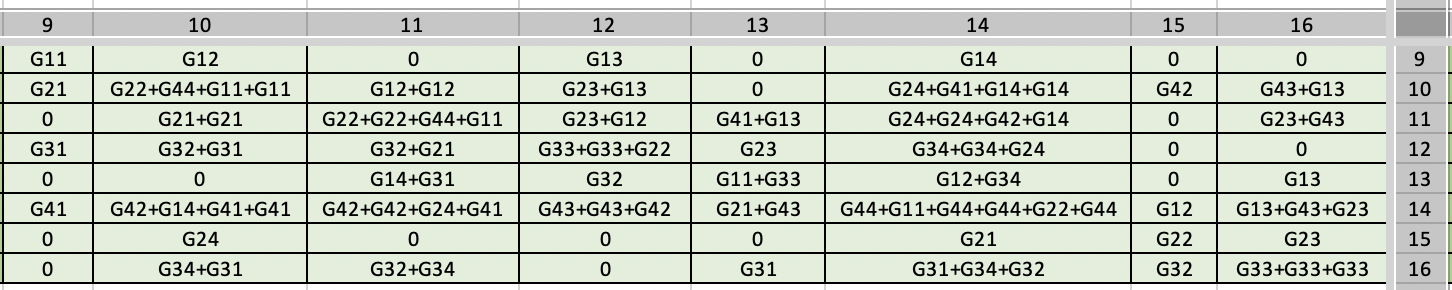 9 10 11 12 13 14 15 16
G11 G12 0 G13 0 G14 0 0 9
G21 G22+G44+G11+G11 G12+G12 G23+G13 0 G24+G41+G14+G14 G42 G43+G13 10
0 G21+G21 G22+G22+G44+G11 G23+G12 G41+G13 G24+G24+G42+G14 0 G23+G43 11
G31 G32+G31 G32+G21 G33+G33+G22 G23 G34+G34+G24 0 0 12
0 0 G14+G31 G32 G11+G33 G12+G34 0 G13 13
G41 G42+G14+G41+G41 G42+G42+G24+G41 G43+G43+G42 G21+G43 G44+G11+G44+G44+G22+G44 G12 G13+G43+G23 14
0 G24 0 0 0 G21 G22 G23 15
0 G34+G31 G32+G34 0 G31 G31+G34+G32 G32 G33+G33+G33 16